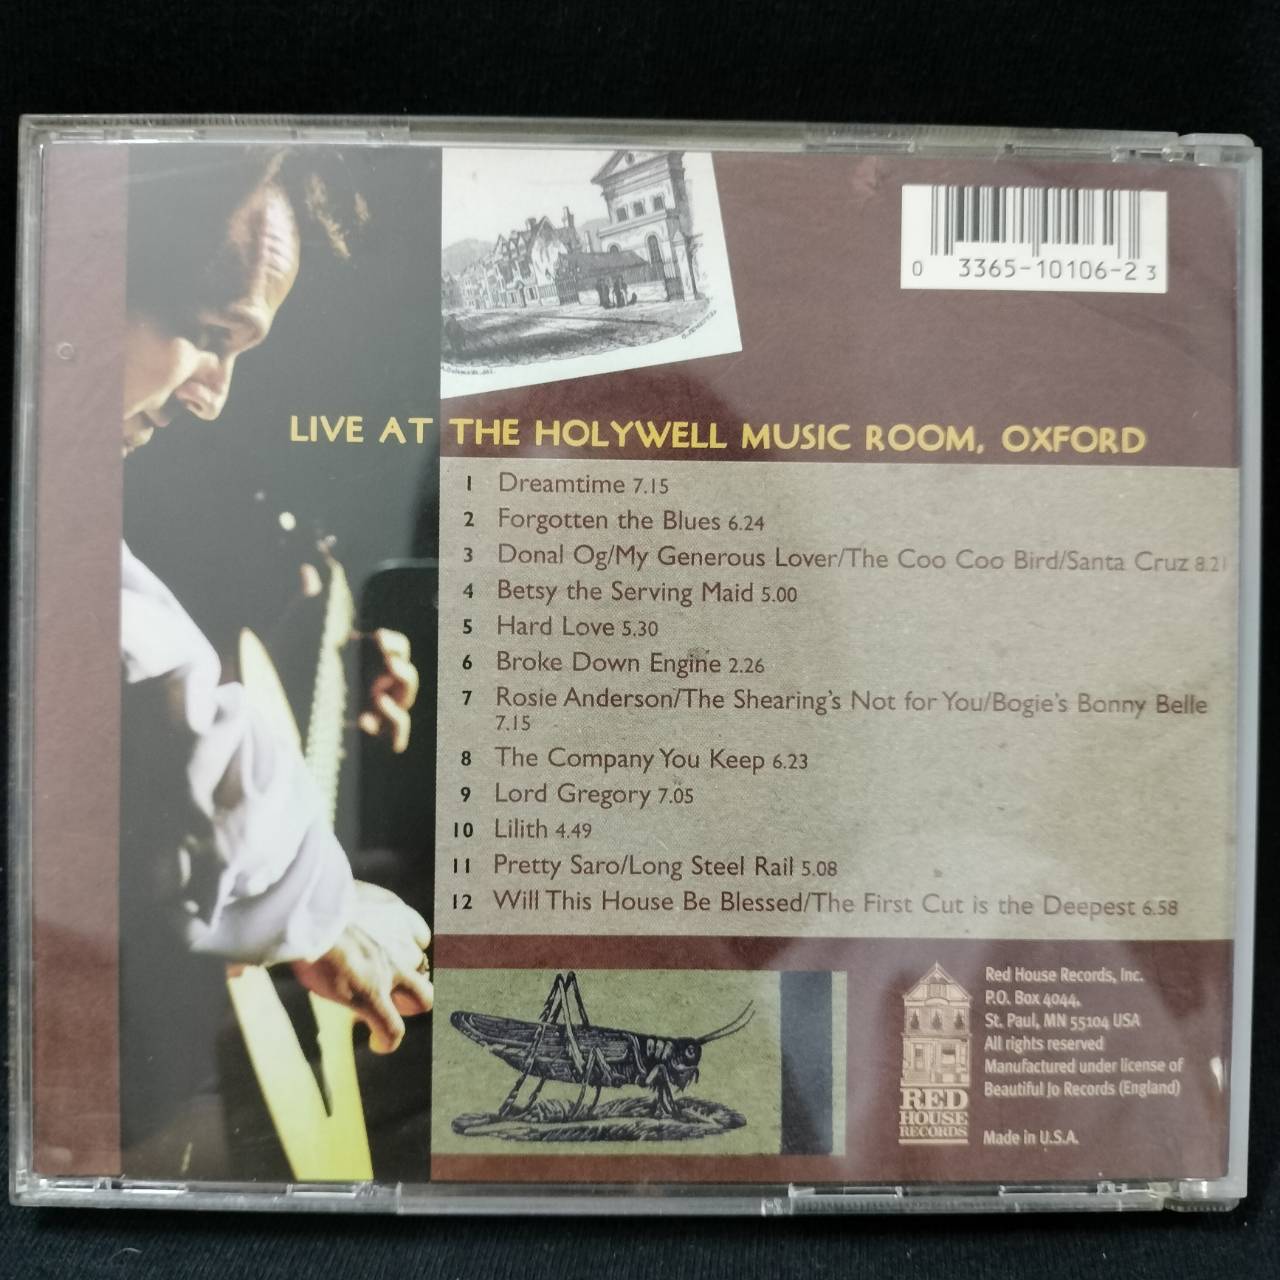 0 3365-10106-2 3
LIVE AT THE HOLYWELL MUSIC ROOM, OXFORD
1 Dreamtime 7.15
2 Forgotten the Blues 6.24
3 Donal Og/My Generous Lover/The Coo Coo Bird/Santa Cruz 8.21
4 Betsy the Serving Maid 5.00
5 Hard Love 5.30
6 Broke Down Engine 2.26
7 Rosie Anderson/The Shearing's Not for You/Bogie's Bonny Belle
7.15
8 The Company You Keep 6.23
9 Lord Gregory 7.05
10 Lilith 4.49
11 Pretty Saro/Long Steel Rail 5.08
12 Will This House Be Blessed/The First Cut is the Deepest 6.58
Red House Records, Inc.
P.O. Box 4044,
St. Paul, MN 55104 USA
All rights reserved
Manufactured under license of
Beautiful Jo Records (England)
Made in U.S.A.
RED
HOUSE
RECORDS